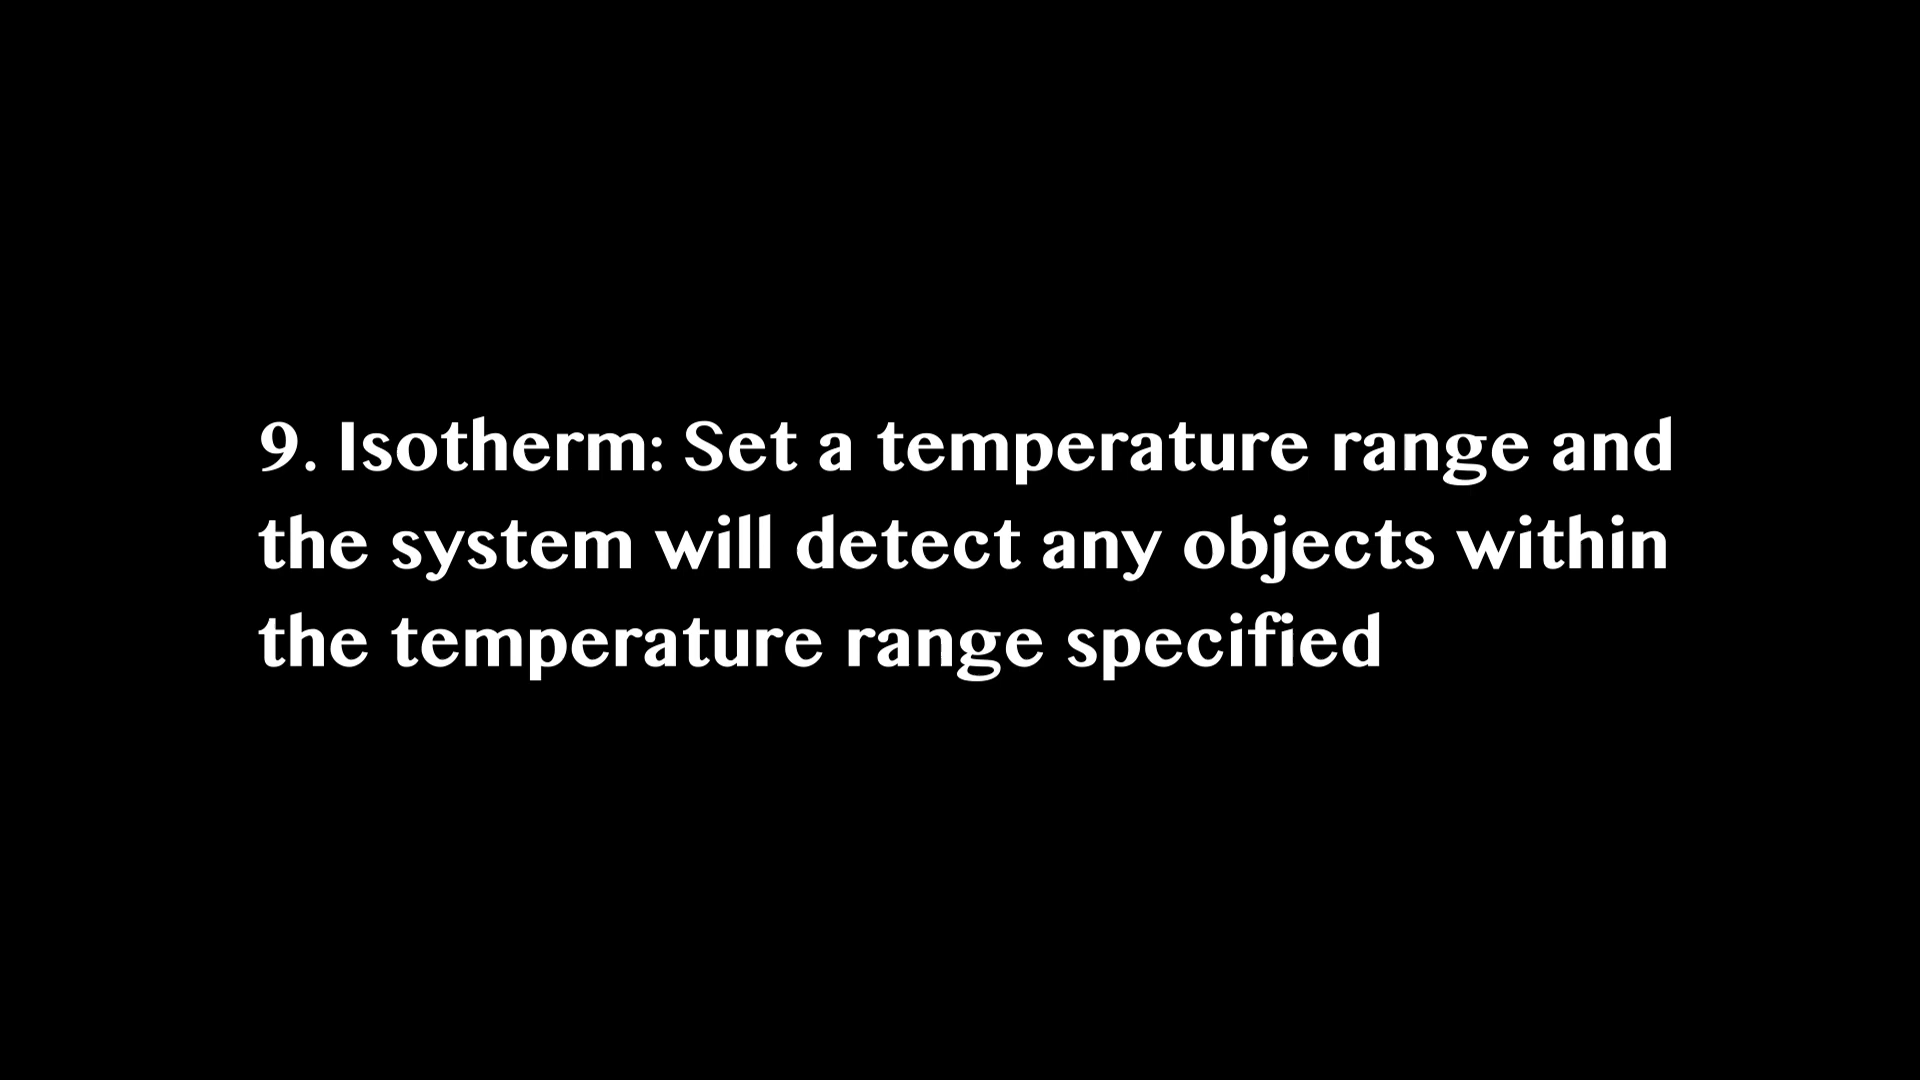 9. Isotherm: Set a temperature range and
the system will detect any objects within
the temperature range specified